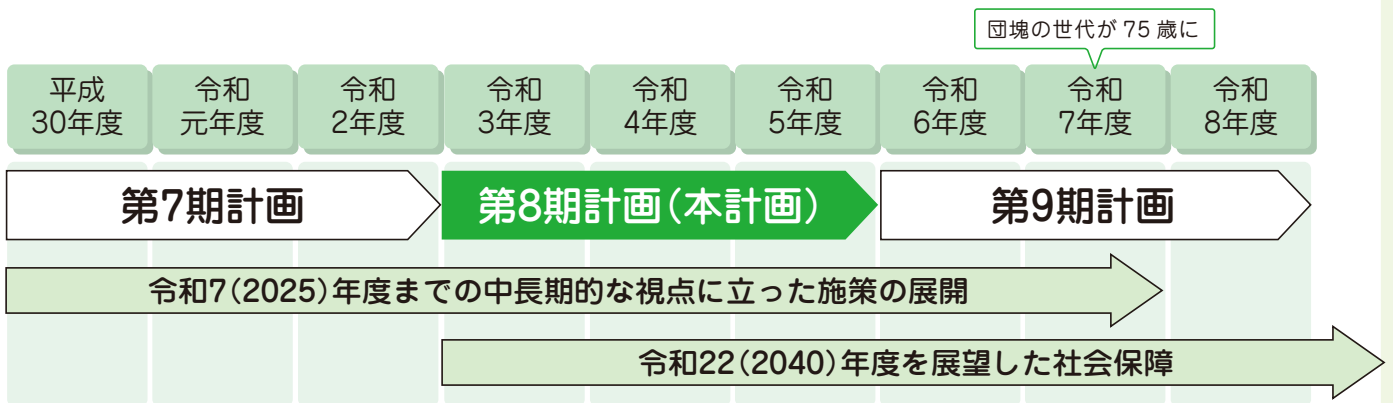 団塊の世代が 75 歳に
平成
30年度
令和
元年度
令和
2年度
令和
3年度
令和
4年度
令和
5年度
令和
6年度
令和
7年度
令和
8年度
第7期計画
第8期計画（本計画）
第9期計画
令和7（2025）年度までの中長期的な視点に立った施策の展開
令和22（2040）年度を展望した社会保障